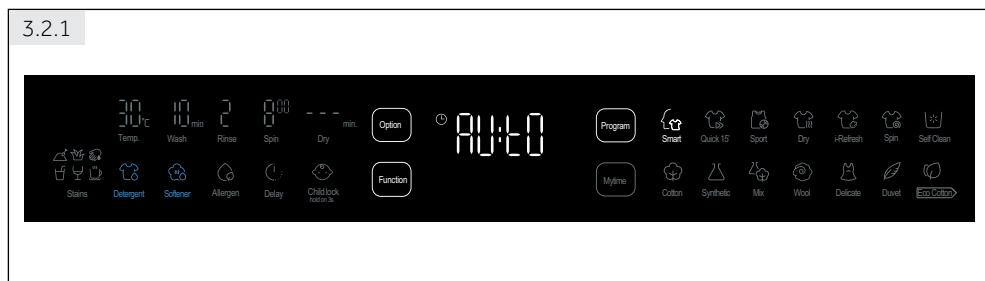 3.2.1
30°C 10 min 2 800 - - - min.
Temp. Wash Rinse Spin Dry
Option
AU:t0
Program
Smart Quick 15' Sport Dry i-Refresh Spin Self Clean
Stains Detergent Softener Allergen Delay Child lock
hold on 3s
Function
Mytime
Cotton Synthetic Mix Wool Delicate Duvet Eco Cotton